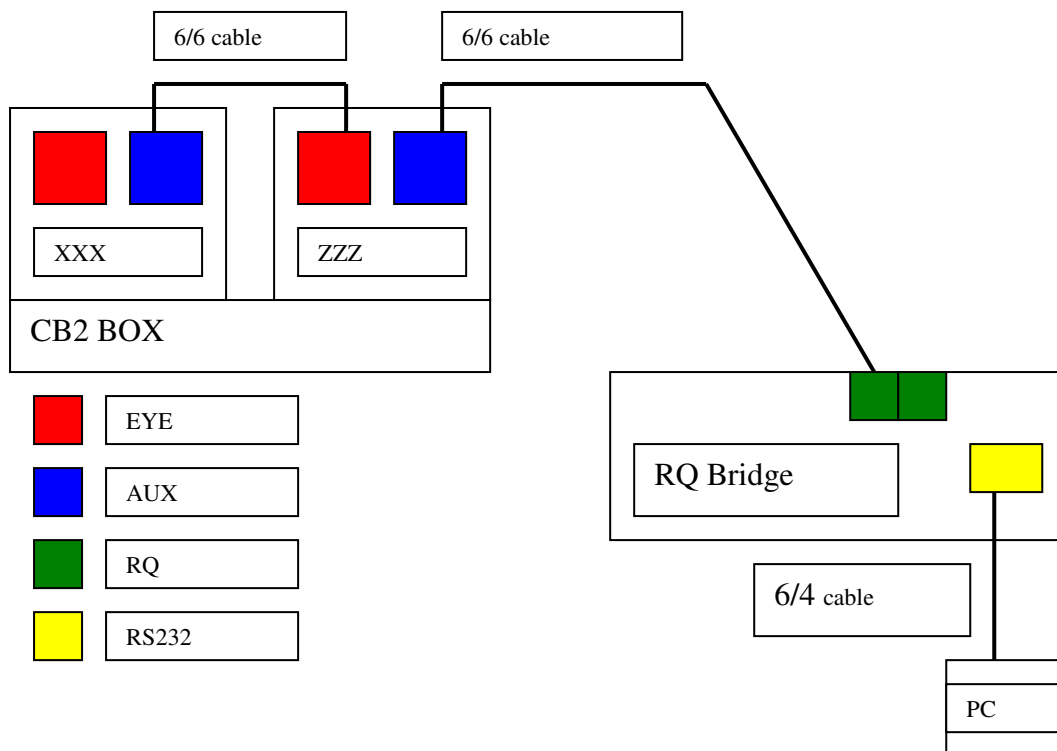 6/6 cable
6/6 cable
XXX
ZZZ
CB2 BOX
EYE
AUX
RQ
RS232
RQ Bridge
6/4 cable
PC